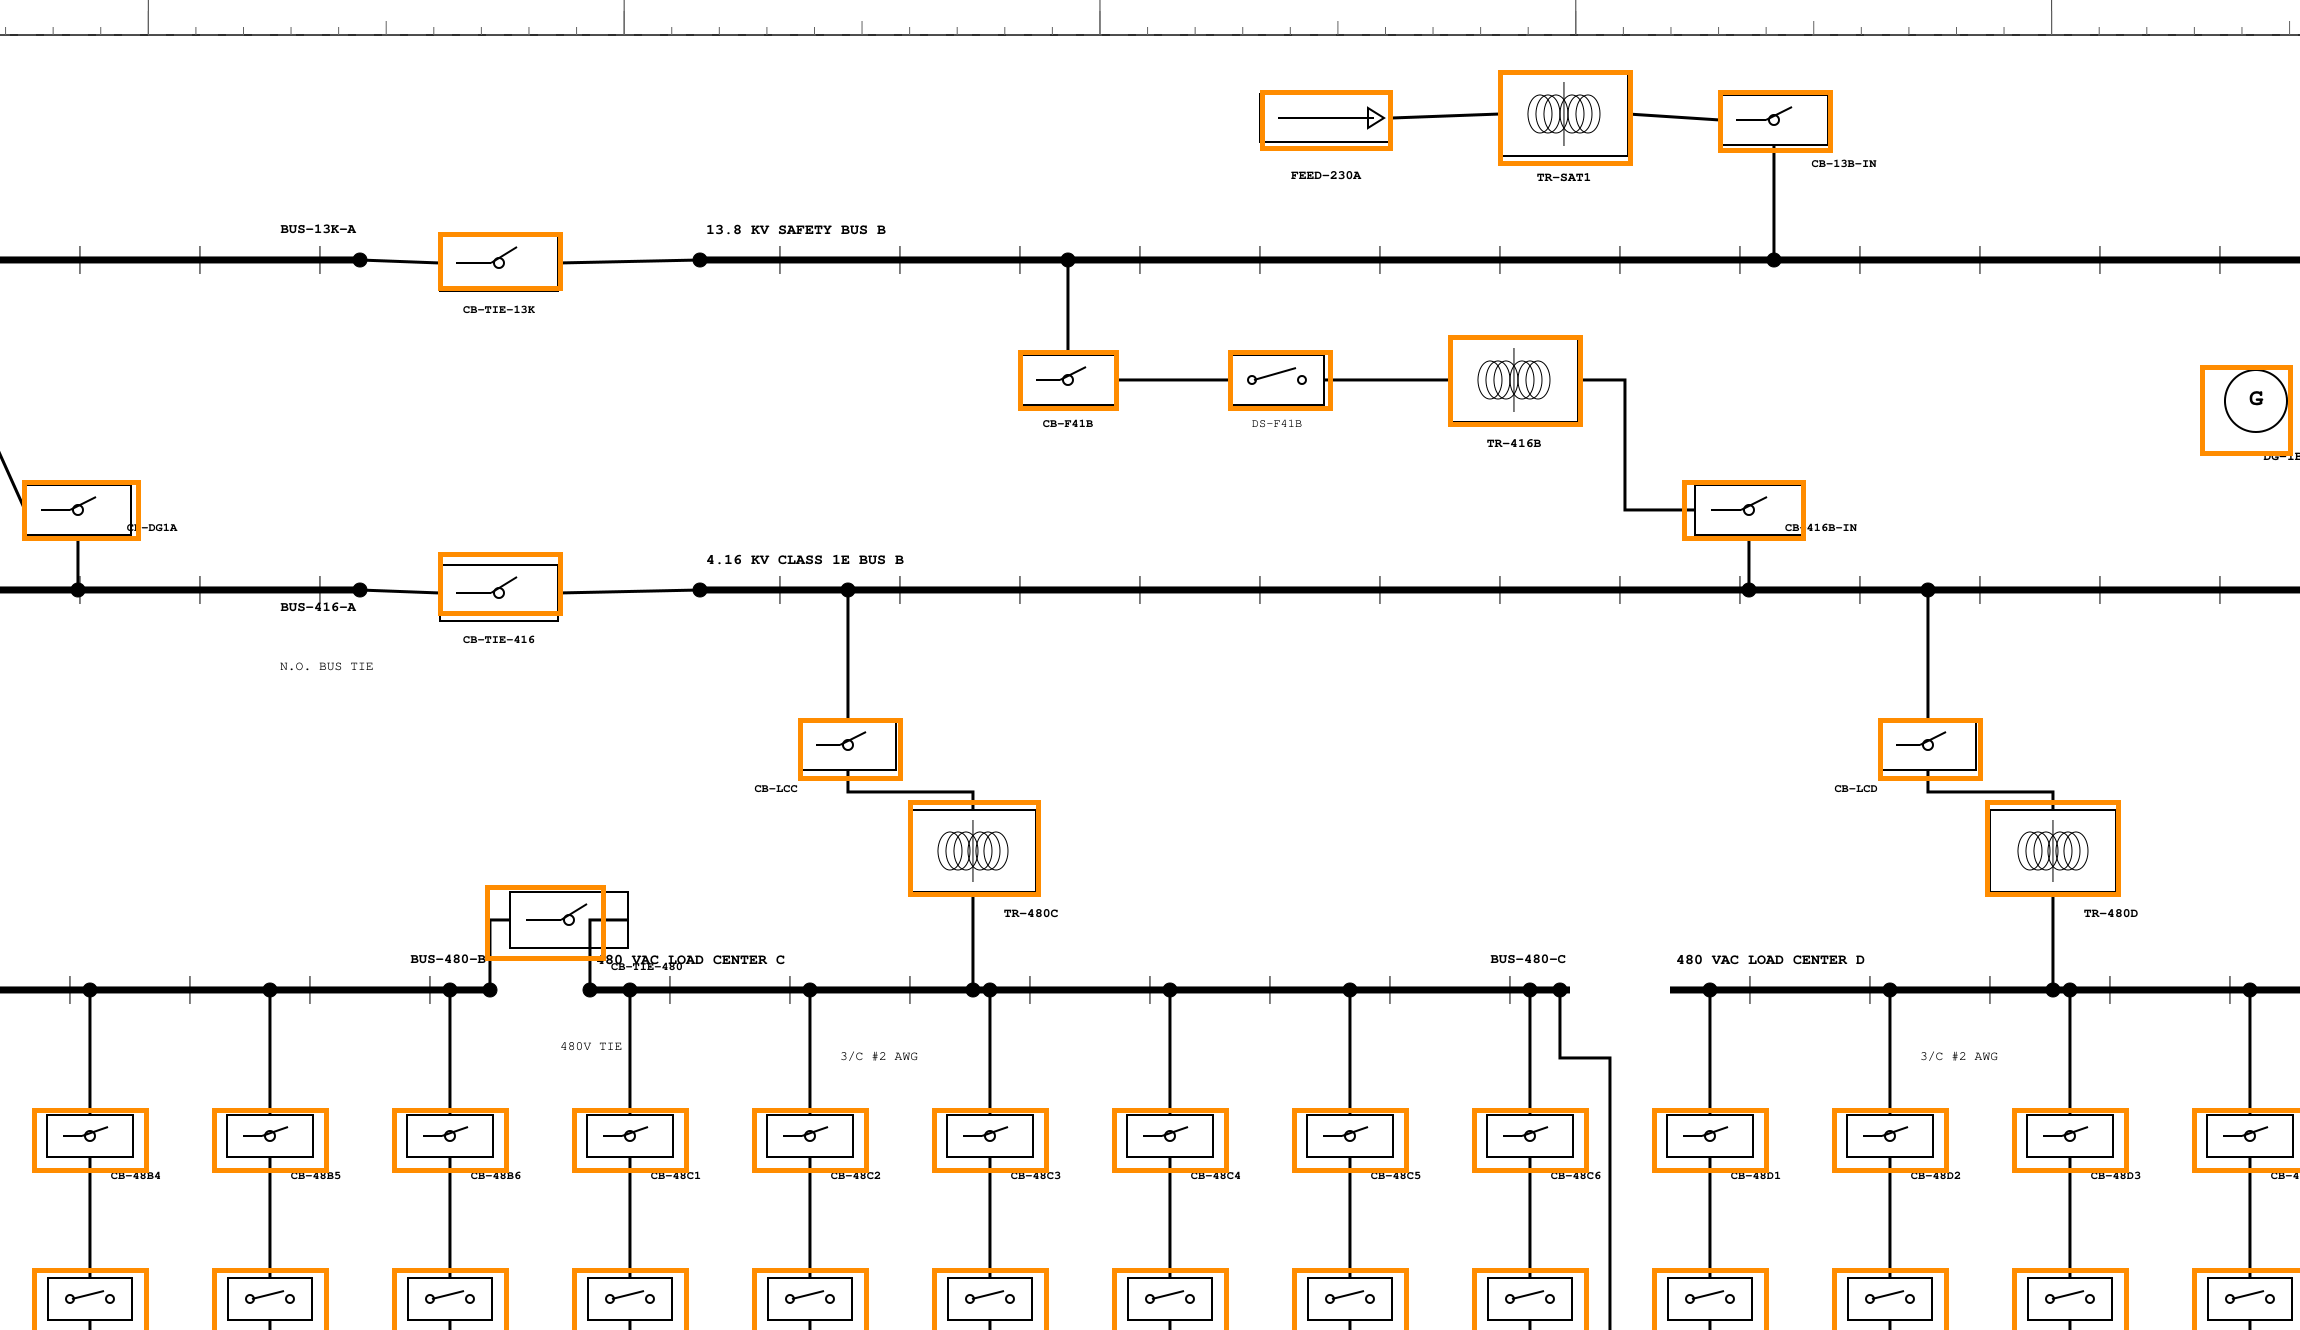 CB-13B-IN
FEED-230A
TR-SAT1
BUS-13K-A
13.8 KV SAFETY BUS B
CB-TIE-13K
G
CB-F41B
DS-F41B
TR-416B
CB-DG1A
CB-416B-IN
4.16 KV CLASS 1E BUS B
BUS-416-A
CB-TIE-416
N.O. BUS TIE
CB-LCC
CB-LCD
TR-480C
TR-480D
BUS-480-B
480 VAC LOAD CENTER C
BUS-480-C
480 VAC LOAD CENTER D
CB-TIE-480
480V TIE
3/C #2 AWG
3/C #2 AWG
CB-48B4
CB-48B5
CB-48B6
CB-48C1
CB-48C2
CB-48C3
CB-48C4
CB-48C5
CB-48C6
CB-48D1
CB-48D2
CB-48D3